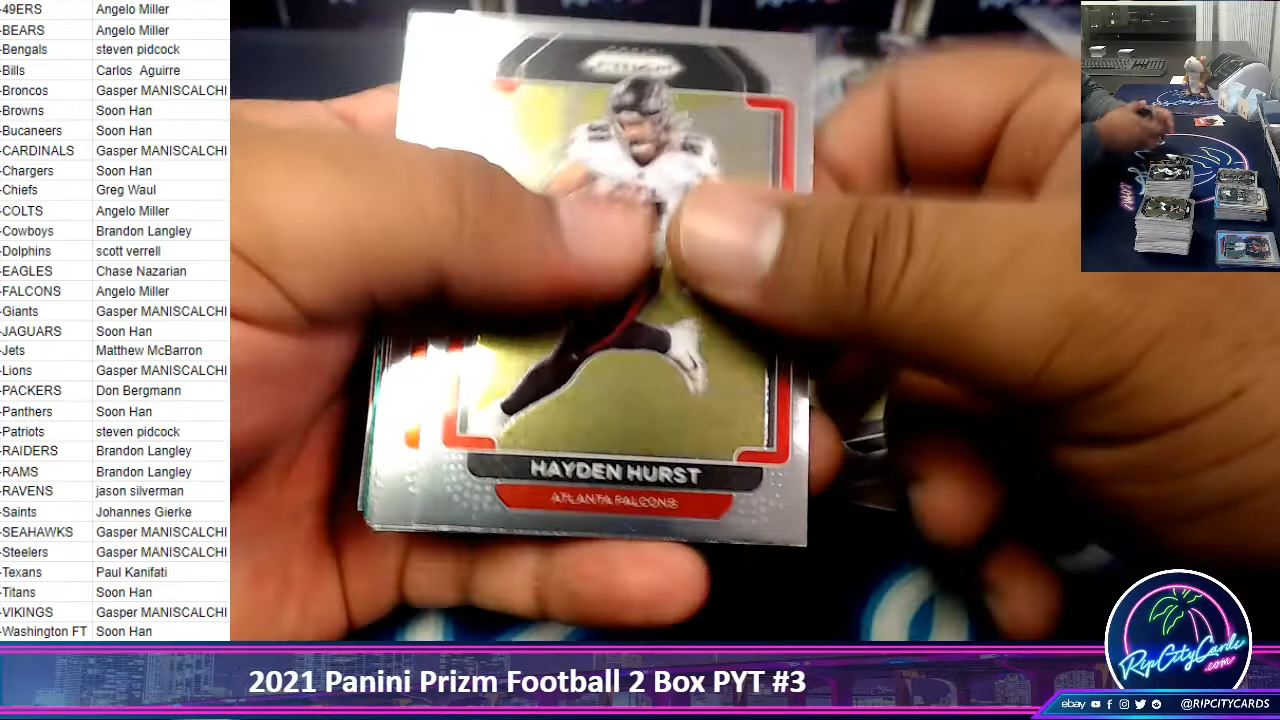 -49ERS Angelo Miller
-BEARS Angelo Miller
-Bengals steven pidcock
-Bills Carlos Aguirre
-Broncos Gasper MANISCALCHI
-Browns Soon Han
-Bucaneers Soon Han
-CARDINALS Gasper MANISCALCHI
-Chargers Soon Han
-Chiefs Greg Waul
-COLTS Angelo Miller
-Cowboys Brandon Langley
-Dolphins scott verrell
-EAGLES Chase Nazarian
-FALCONS Angelo Miller
-Giants Gasper MANISCALCHI
-JAGUARS Soon Han
-Jets Matthew McBarron
-Lions Gasper MANISCALCHI
-PACKERS Don Bergmann
-Panthers Soon Han
-Patriots steven pidcock
-RAIDERS Brandon Langley
-RAMS Brandon Langley
-RAVENS jason silverman
-Saints Johannes Gierke
-SEAHAWKS Gasper MANISCALCHI
-Steelers Gasper MANISCALCHI
-Texans Paul Kanifati
-Titans Soon Han
-VIKINGS Gasper MANISCALCHI
-Washington FT Soon Han
HAYDEN HURST
ATLANTA FALCONS
2021 Panini Prizm Football 2 Box PYT #3
RipCityCards
.com
ebay @RIPCITYCARDS